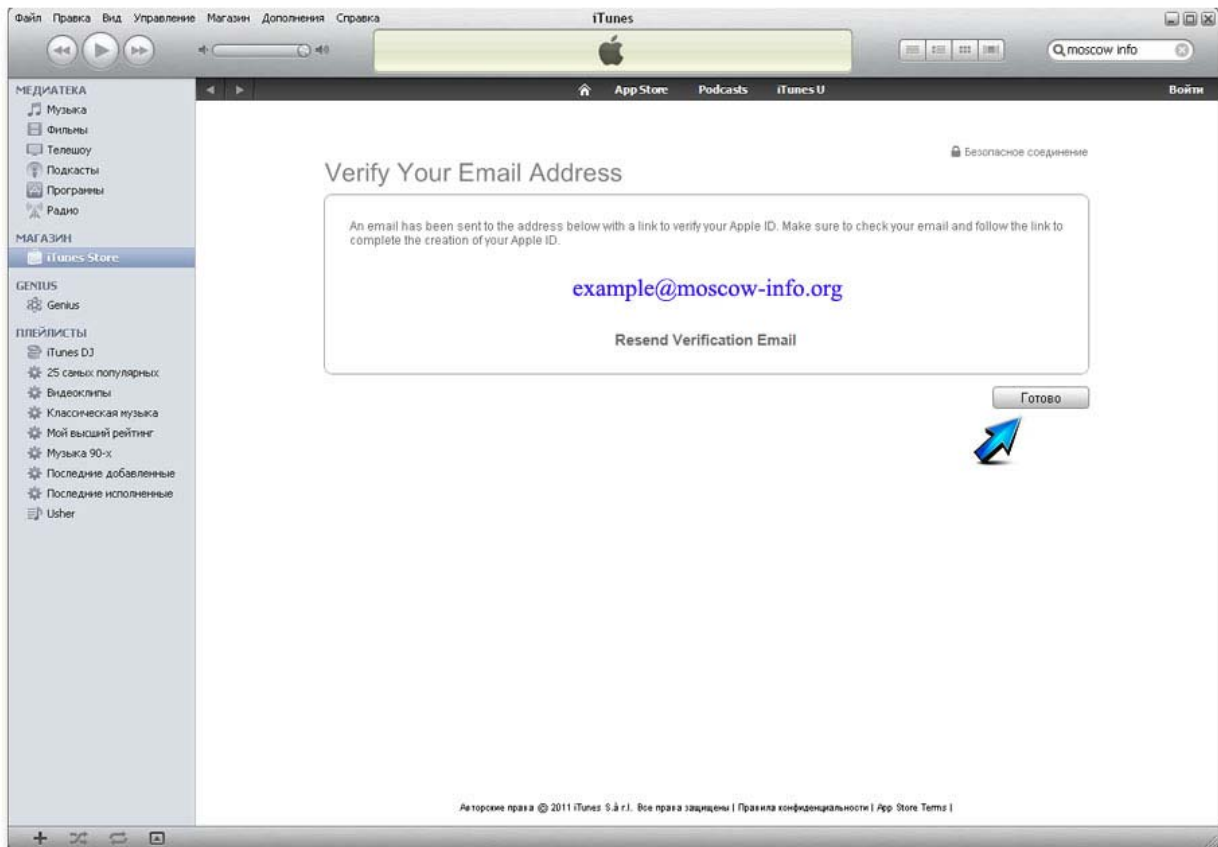 Файл Правка Вид Управление Магазин Дополнения Справка
iTunes
moscow info
МЕДИАТЕКА
Музыка
Фильмы
Телешоу
Подкасты
Программы
Радио
МАГАЗИН
iTunes Store
GENIUS
Genius
ПЛЕЙЛИСТЫ
iTunes DJ
25 самых популярных
Видеоклипы
Классическая музыка
Мой высший рейтинг
Музыка 90-х
Последние добавленные
Последние исполненные
Usher
App Store Podcasts iTunes U
Войти
Безопасное соединение
Verify Your Email Address
An email has been sent to the address below with a link to verify your Apple ID. Make sure to check your email and follow the link to
complete the creation of your Apple ID.
example@moscow-info.org
Resend Verification Email
Готово
Авторские права © 2011 iTunes S.à r.l. Все права защищены | Правила конфиденциальности | App Store Terms |